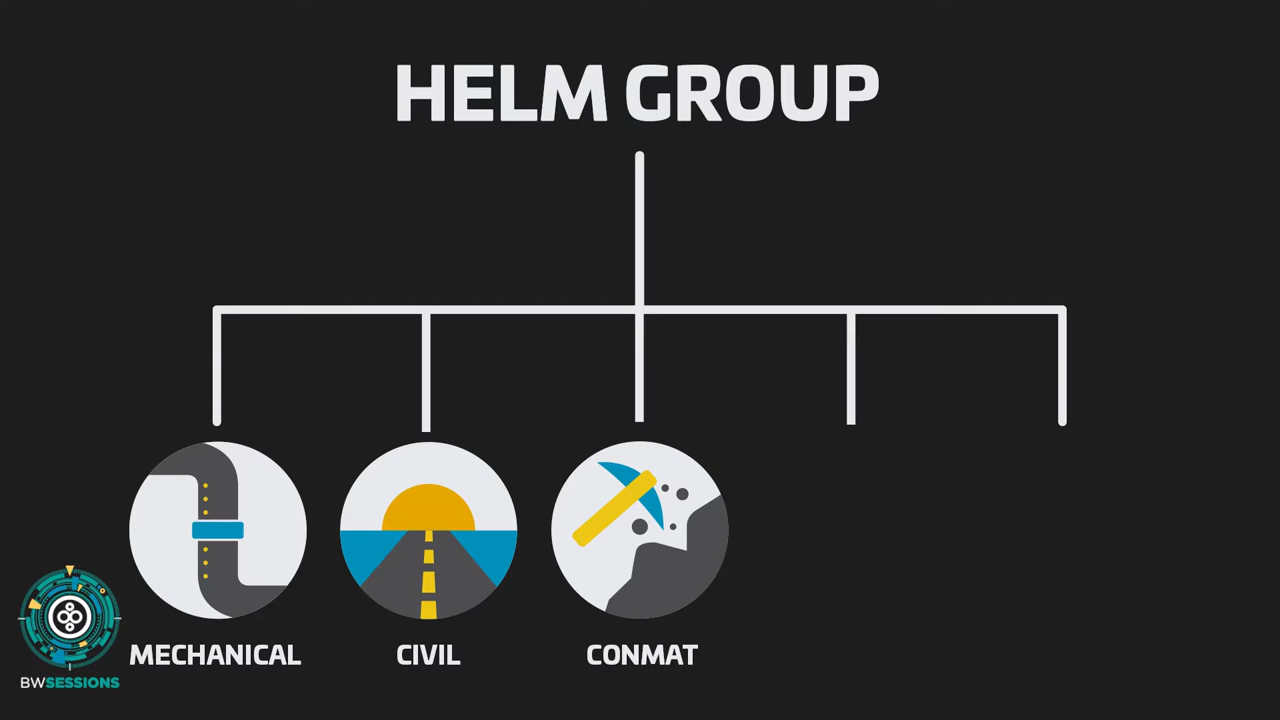 HELM GROUP
MECHANICAL
CIVIL
CONMAT
BWSESSIONS